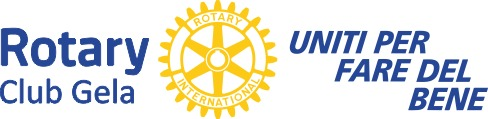 Rotary
Club Gela
ROTARY
INTERNATIONAL
UNITI PER
FARE DEL
BENE